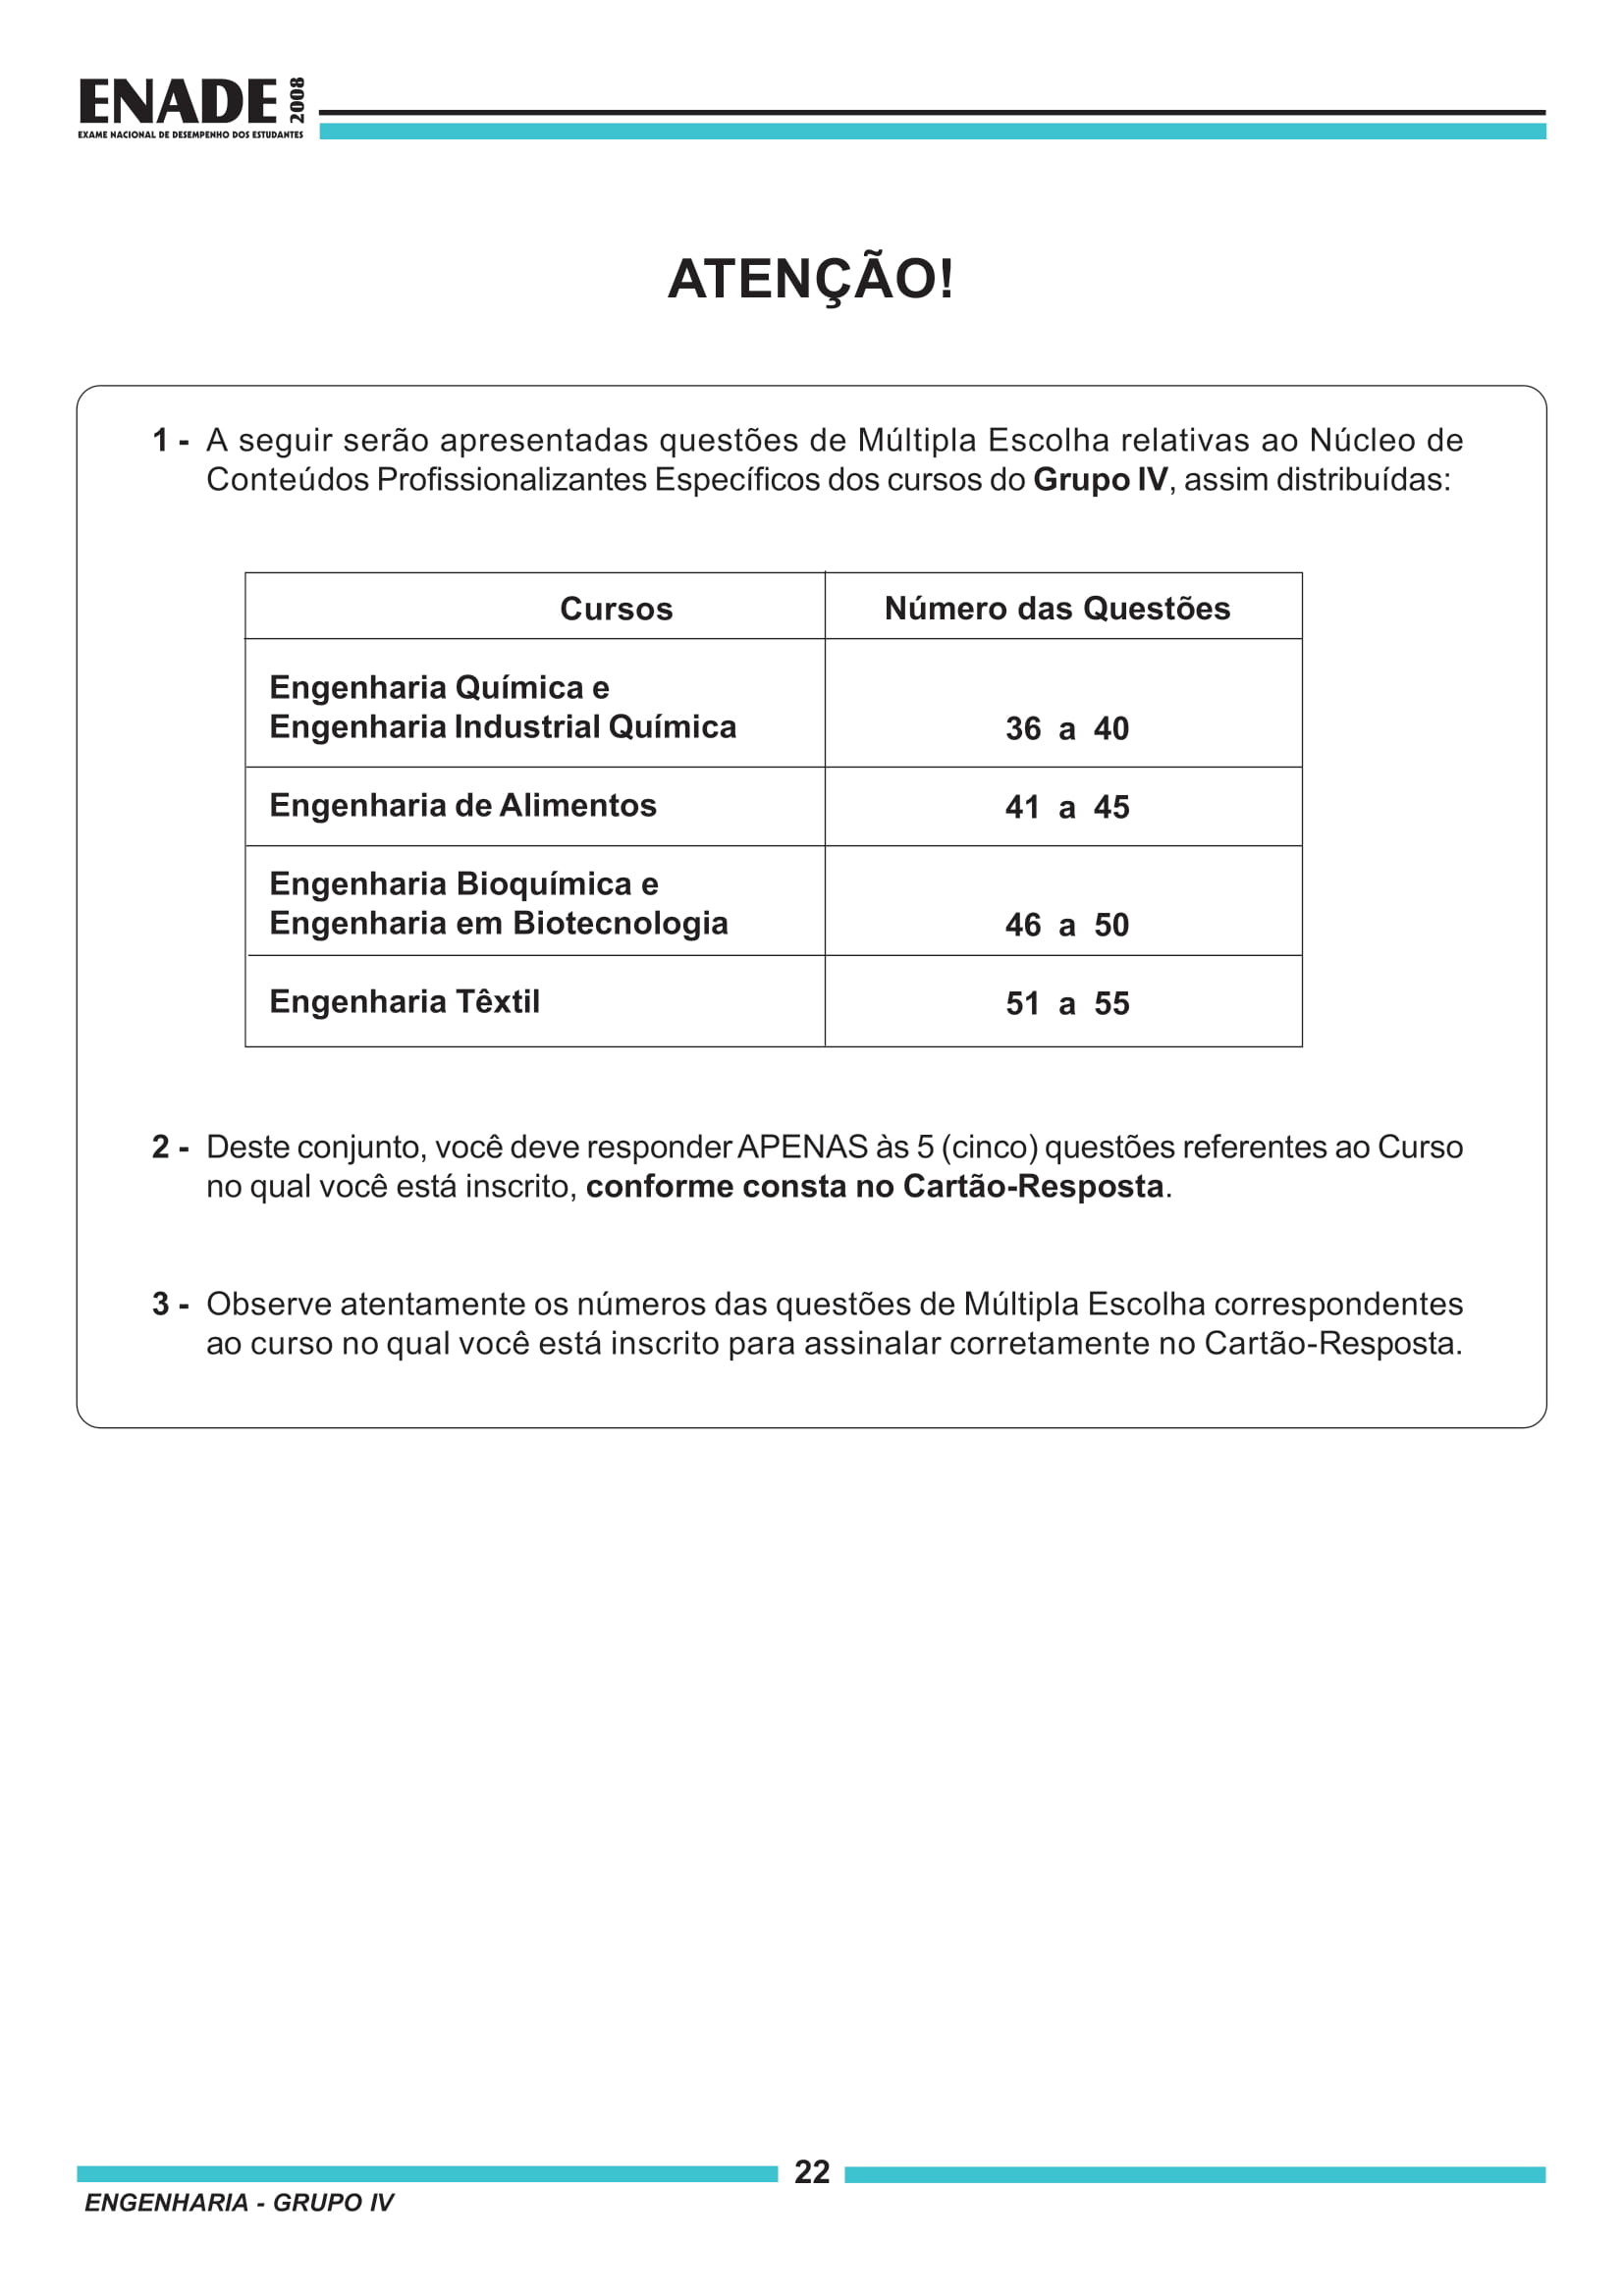 ENADE 2008
EXAME NACIONAL DE DESEMPENHO DOS ESTUDANTES
ATENÇÃO!
1 - A seguir serão apresentadas questões de Múltipla Escolha relativas ao Núcleo de
Conteúdos Profissionalizantes Específicos dos cursos do Grupo IV, assim distribuídas:
Cursos Número das Questões
Engenharia Química e
Engenharia Industrial Química 36 a 40
Engenharia de Alimentos 41 a 45
Engenharia Bioquímica e
Engenharia em Biotecnologia 46 a 50
Engenharia Têxtil 51 a 55
2 - Deste conjunto, você deve responder APENAS às 5 (cinco) questões referentes ao Curso
no qual você está inscrito, conforme consta no Cartão-Resposta.
3 - Observe atentamente os números das questões de Múltipla Escolha correspondentes
ao curso no qual você está inscrito para assinalar corretamente no Cartão-Resposta.
22
ENGENHARIA - GRUPO IV